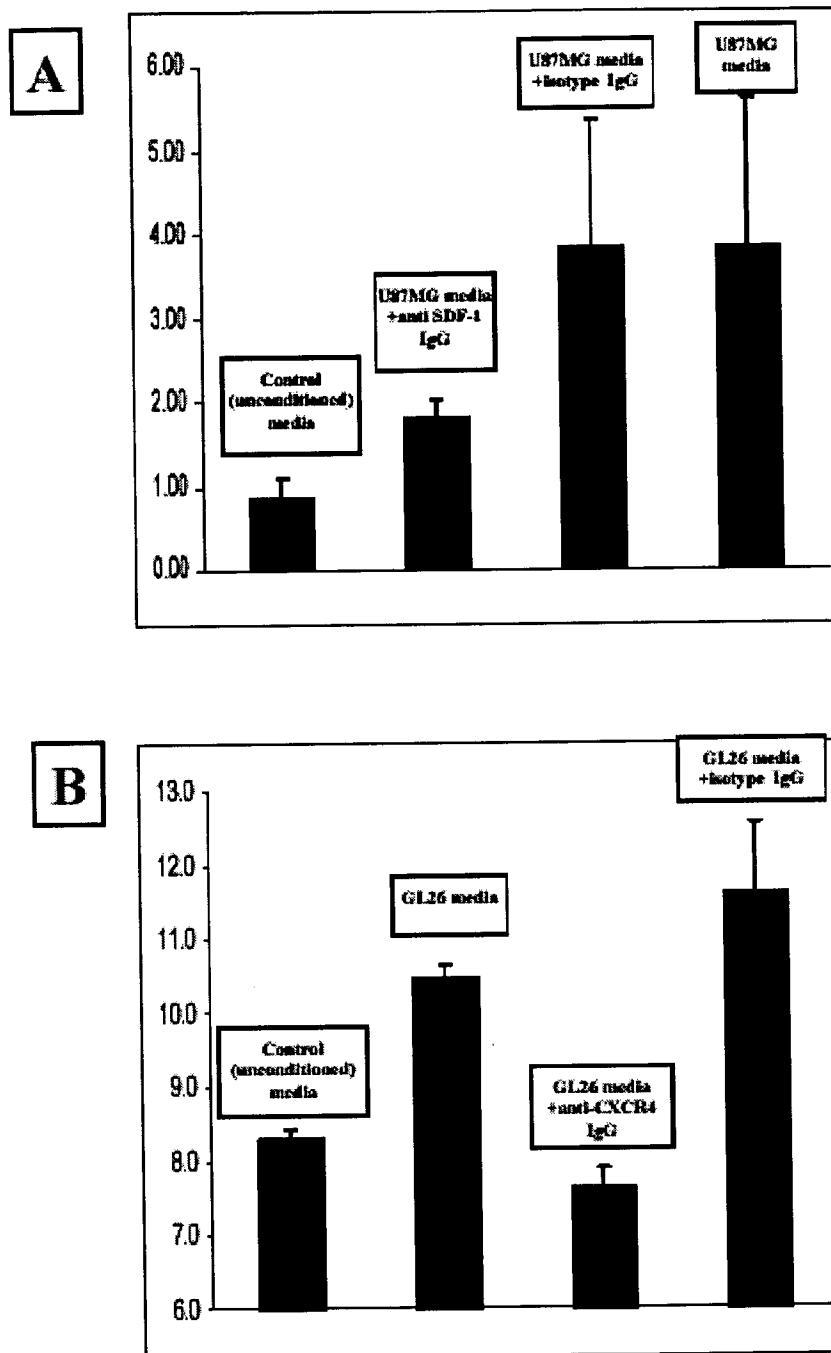 A
6.00
5.00
4.00
3.00
2.00
1.00
0.00
Control
(unconditioned)
media
U87MG media
+anti SDF-1
IgG
U87MG media
+isotype IgG
U87MG
media
B
13.0
12.0
11.0
10.0
9.0
8.0
7.0
6.0
Control
(unconditioned)
media
GL26 media
GL26 media
+anti-CXCR4
IgG
GL26 media
+isotype IgG